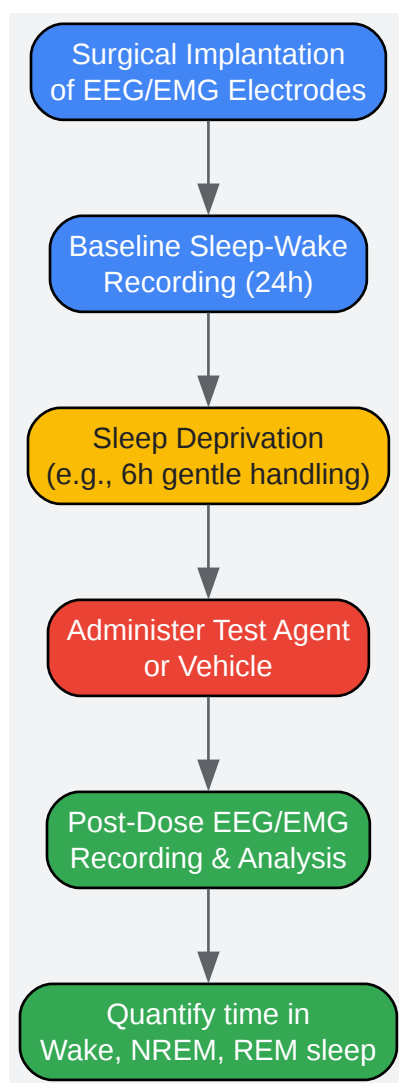 Surgical Implantation
of EEG/EMG Electrodes
Baseline Sleep-Wake
Recording (24h)
Sleep Deprivation
(e.g., 6h gentle handling)
Administer Test Agent
or Vehicle
Post-Dose EEG/EMG
Recording & Analysis
Quantify time in
Wake, NREM, REM sleep